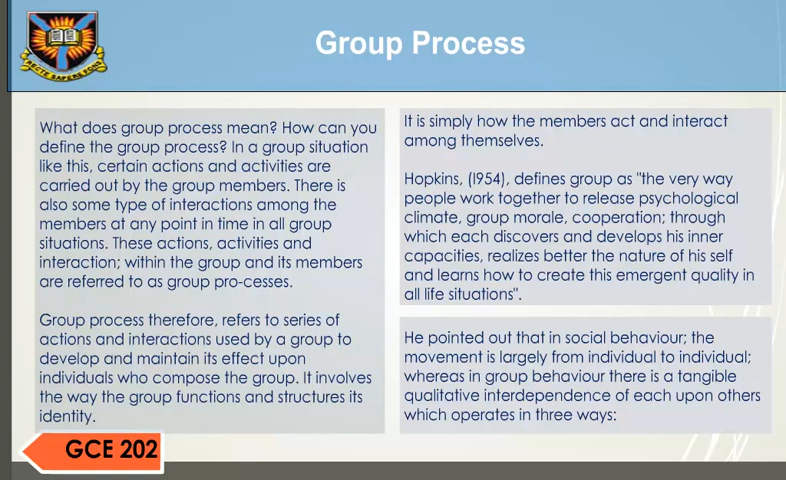 Group Process
RECTE SAPERE FONS
What does group process mean? How can you
define the group process? In a group situation
like this, certain actions and activities are
carried out by the group members. There is
also some type of interactions among the
members at any point in time in all group
situations. These actions, activities and
interaction; within the group and its members
are referred to as group pro-cesses.
Group process therefore, refers to series of
actions and interactions used by a group to
develop and maintain its effect upon
individuals who compose the group. It involves
the way the group functions and structures its
identity.
It is simply how the members act and interact
among themselves.
Hopkins, (1954), defines group as "the very way
people work together to release psychological
climate, group morale, cooperation; through
which each discovers and develops his inner
capacities, realizes better the nature of his self
and learns how to create this emergent quality in
all life situations".
He pointed out that in social behaviour; the
movement is largely from individual to individual;
whereas in group behaviour there is a tangible
qualitative interdependence of each upon others
which operates in three ways:
GCE 202